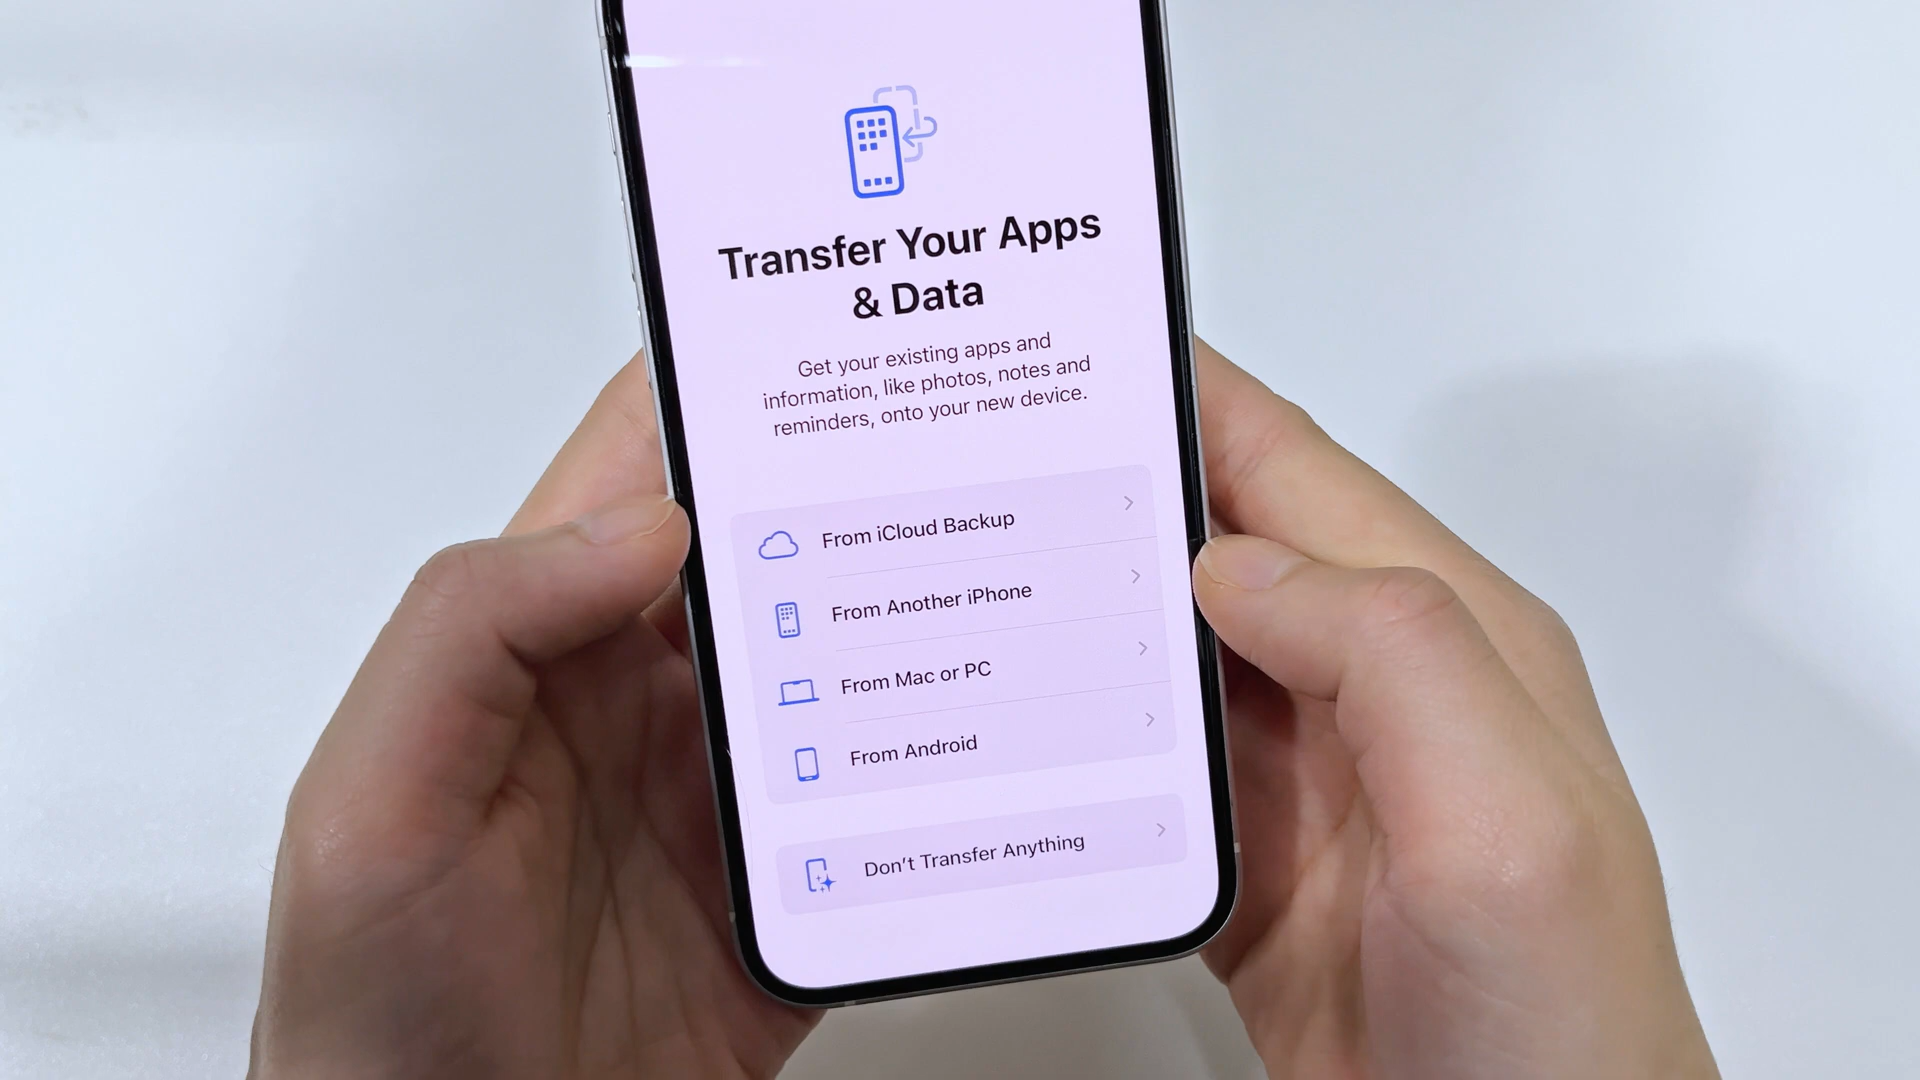 Transfer Your Apps
& Data
Get your existing apps and
information, like photos, notes and
reminders, onto your new device.
From iCloud Backup
From Another iPhone
From Mac or PC
From Android
Don’t Transfer Anything